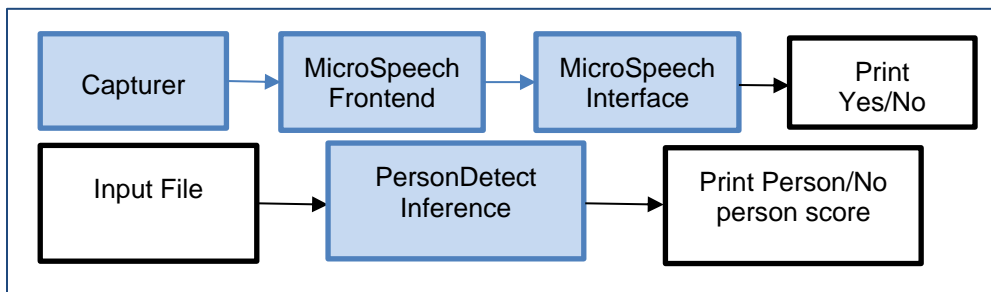 Capturer
MicroSpeech
Frontend
MicroSpeech
Interface
Print
Yes/No
Input File
PersonDetect
Inference
Print Person/No
person score